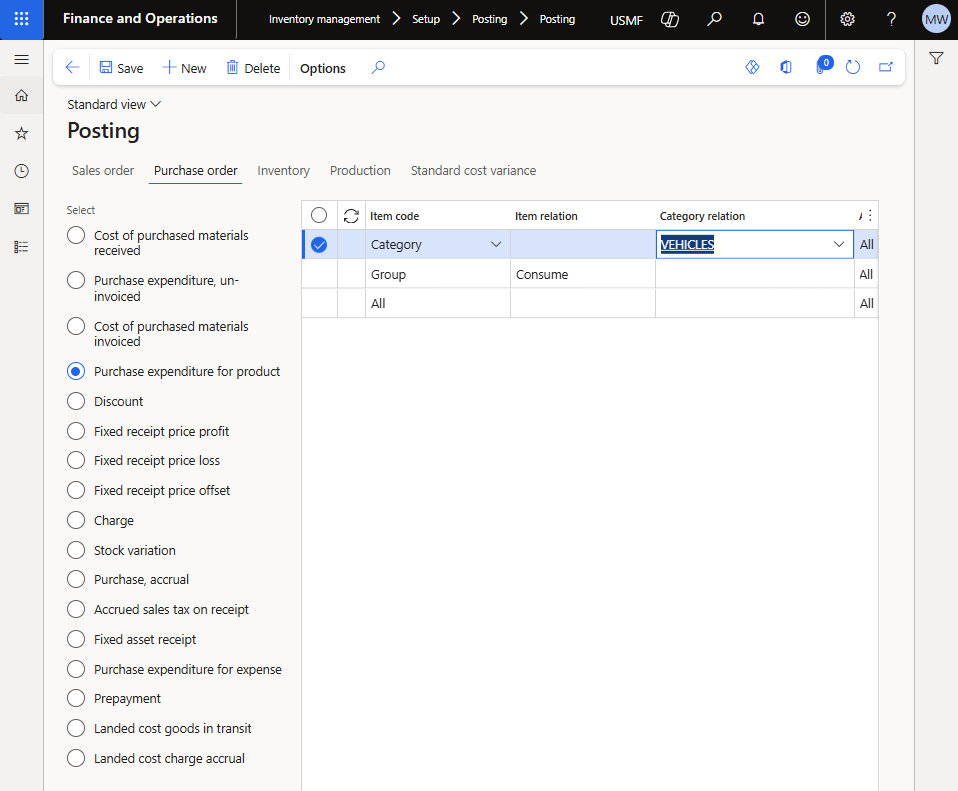 Finance and Operations
Inventory management > Setup > Posting > Posting
USMF
MW
Save
New
Delete
Options
0
Standard view
Posting
Sales order
Purchase order
Inventory
Production
Standard cost variance
Select
Cost of purchased materials
received
Purchase expenditure, un-
invoiced
Cost of purchased materials
invoiced
Purchase expenditure for product
Discount
Fixed receipt price profit
Fixed receipt price loss
Fixed receipt price offset
Charge
Stock variation
Purchase, accrual
Accrued sales tax on receipt
Fixed asset receipt
Purchase expenditure for expense
Prepayment
Landed cost goods in transit
Landed cost charge accrual
Item code Item relation Category relation
Category VEHICLES All
Group Consume All
All All